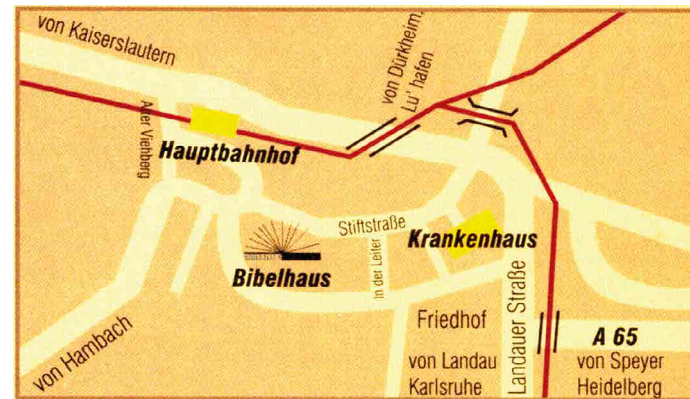 von Kaiserslautern
von Dürkheim,
Lu' hafen
Alter Viehberg
Hauptbahnhof
Stiftstraße
Krankenhaus
In der Leiter
Bibelhaus
von Hambach
Friedhof
von Landau
Karlsruhe
Landauer Straße
A 65
von Speyer
Heidelberg